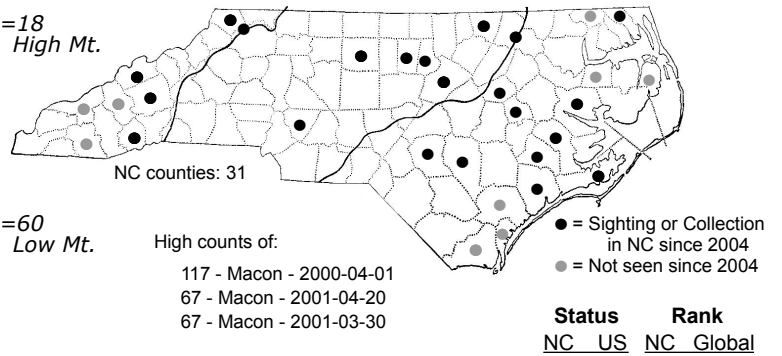 =18
High Mt.
NC counties: 31
=60
Low Mt.
High counts of:
117 - Macon - 2000-04-01
67 - Macon - 2001-04-20
67 - Macon - 2001-03-30
= Sighting or Collection
in NC since 2004
= Not seen since 2004
Status Rank
NC US NC Global